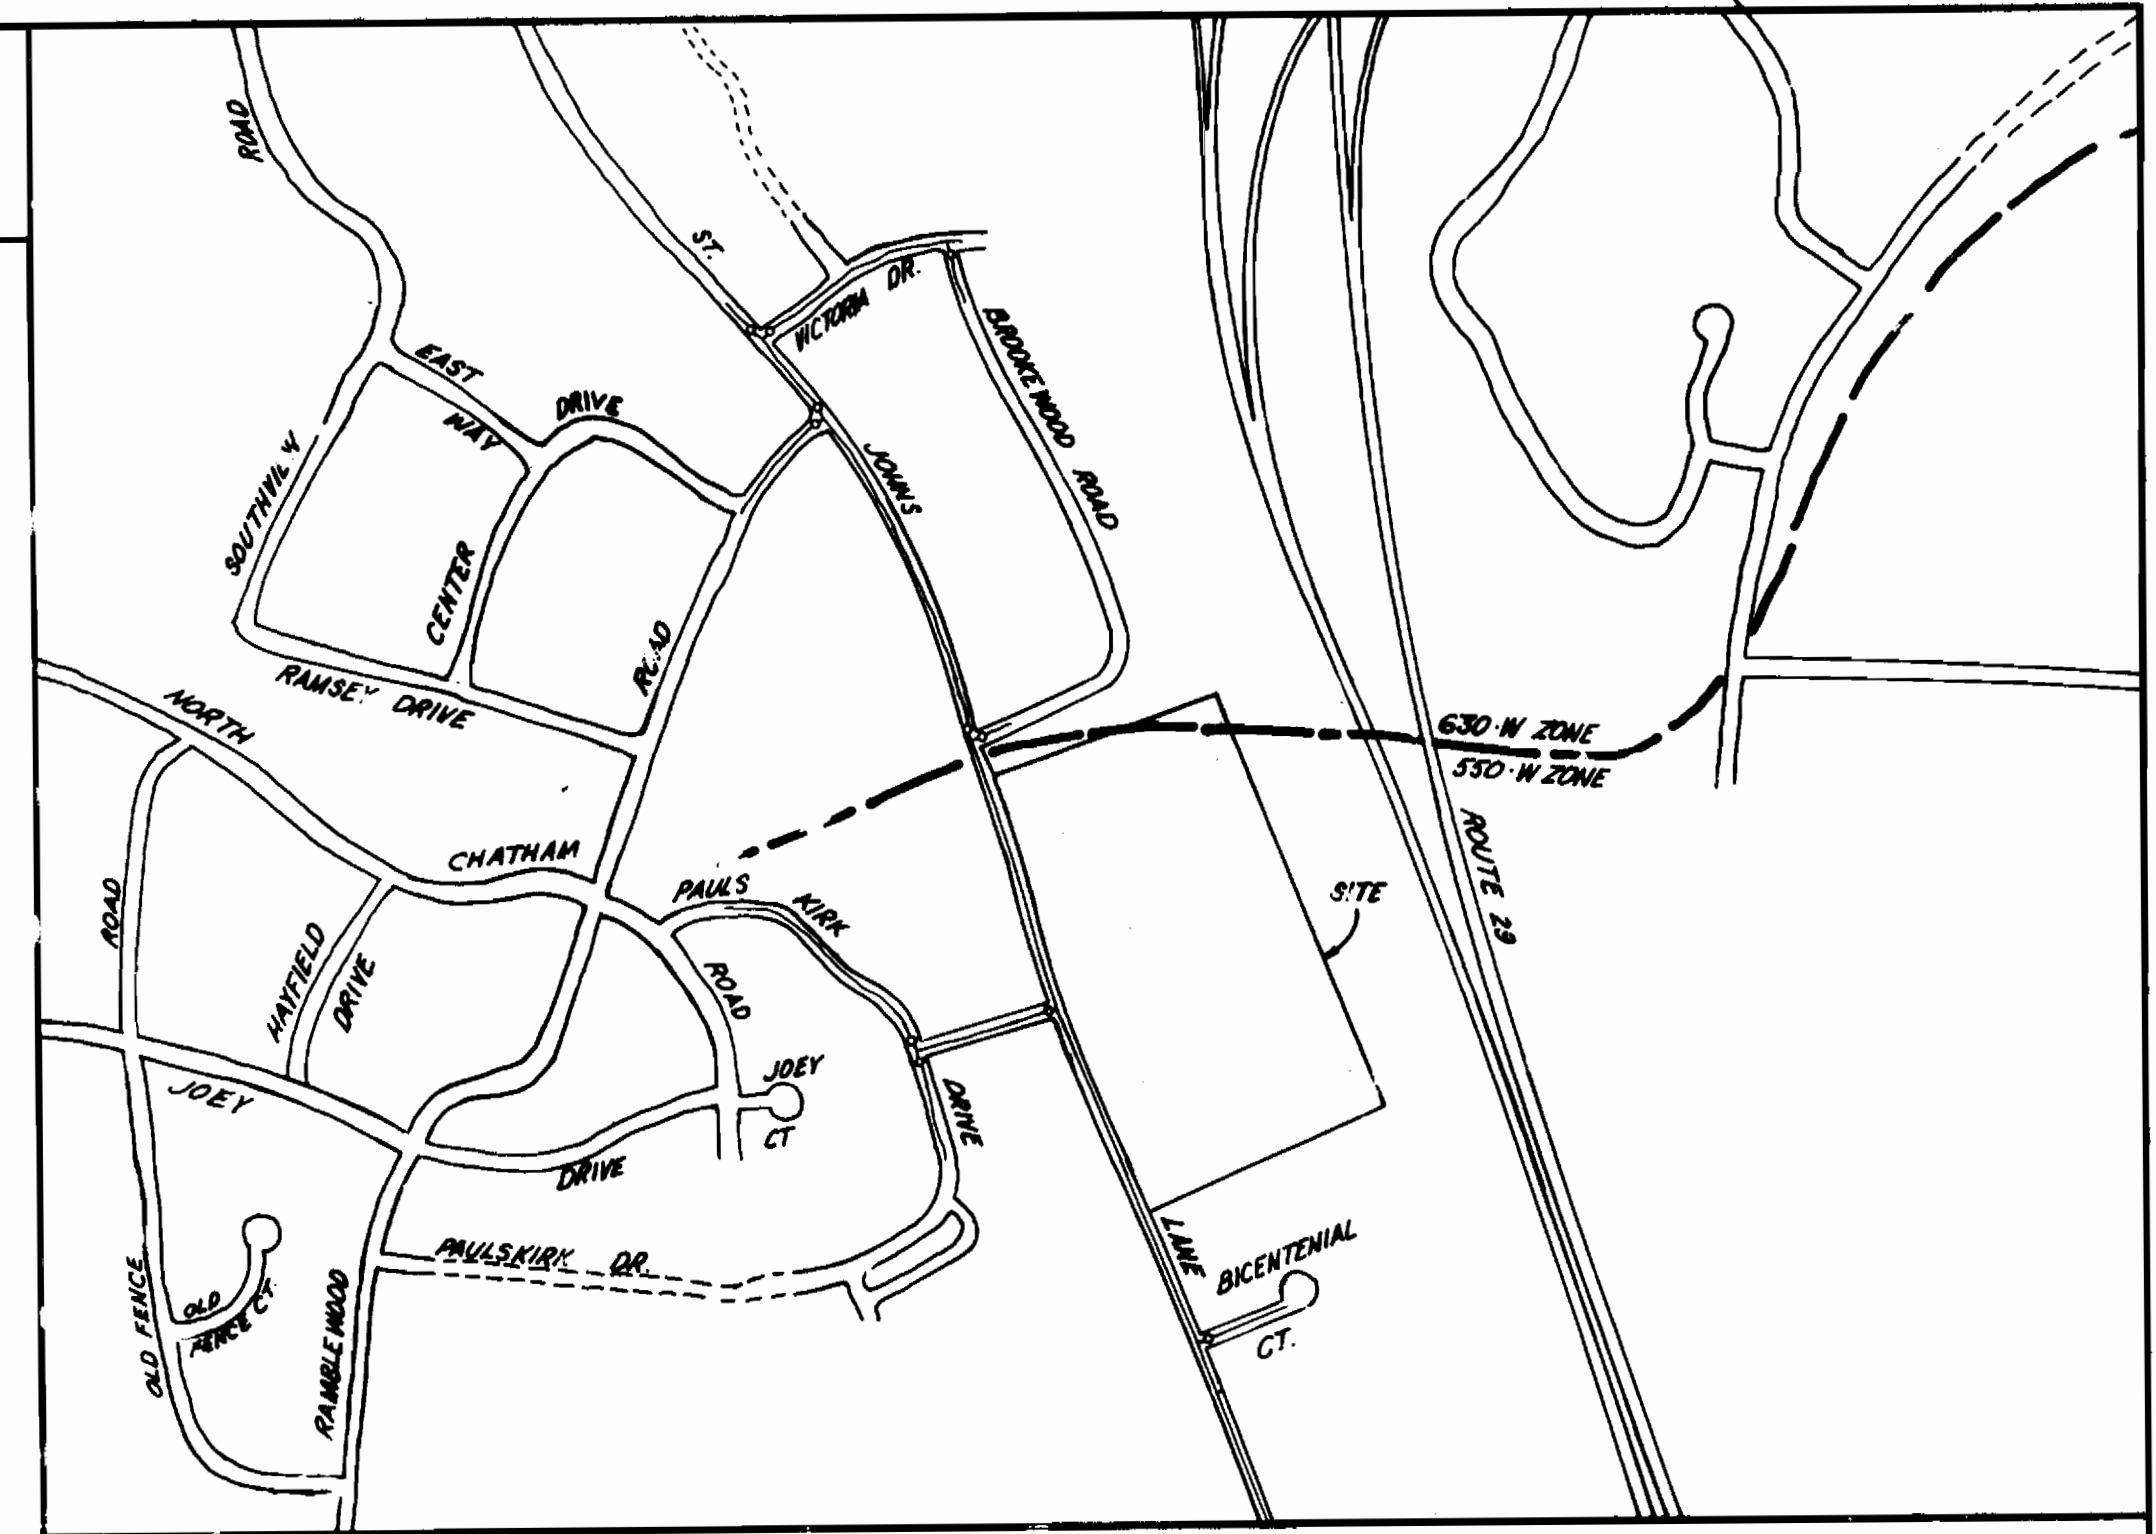 ROAD
ST.
VICTORIA DR.
BROOKEWOOD ROAD
EAST
WAY
DRIVE
JOHNS
CENTER
ROAD
RAMSEY DRIVE
NORTH
630·W ZONE
550·W ZONE
ROUTE 29
CHATHAM
PAULS
KIRK
SITE
ROAD
HAYFIELD
DRIVE
ROAD
JOEY
CT
JOEY
DRIVE
DRIVE
LANE
BICENTENIAL
CT.
PAULSKIRK DR.
OLD
FENCE CT.
OLD FENCE
RAMBLEWOOD